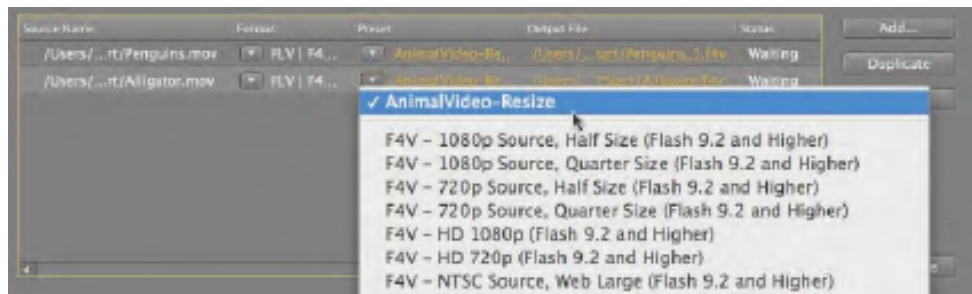 Source Name Format Preset Output File Status Add...
/Users/...rt/Penguins.mov FLV | F4... AnimalVideo-Re... /Users/... Waiting
Duplicate
/Users/...rt/Alligator.mov FLV | F4... Waiting
✓ AnimalVideo-Resize
F4V – 1080p Source, Half Size (Flash 9.2 and Higher)
F4V – 1080p Source, Quarter Size (Flash 9.2 and Higher)
F4V – 720p Source, Half Size (Flash 9.2 and Higher)
F4V – 720p Source, Quarter Size (Flash 9.2 and Higher)
F4V – HD 1080p (Flash 9.2 and Higher)
F4V – HD 720p (Flash 9.2 and Higher)
F4V – NTSC Source, Web Large (Flash 9.2 and Higher)